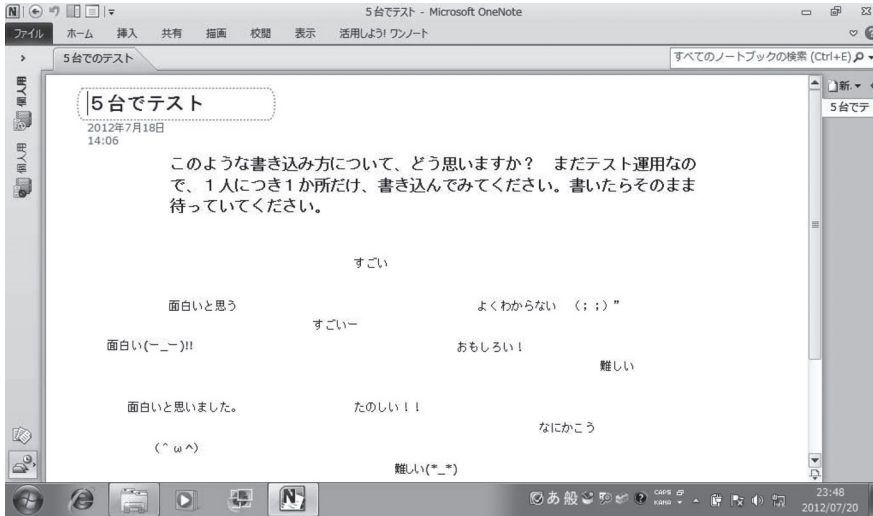 5台でテスト - Microsoft OneNote
ファイル ホーム 挿入 共有 描画 校閲 表示 活用しよう! ワンノート
5台でのテスト
すべてのノートブックの検索 (Ctrl+E)
新.
5台でテ
5台でテスト
2012年7月18日
14:06
このような書き込み方について、どう思いますか? まだテスト運用なの
で、1人につき1か所だけ、書き込んでみてください。書いたらそのまま
待っていてください。
すごい
面白いと思う
よくわからない (;;)”
すごいー
面白い(ー_ー)!!
おもしろい!
難しい
面白いと思いました。
たのしい!!
なにかこう
(^ω^)
難しい(*_*)
あ 般
CAPS
KANA
23:48
2012/07/20